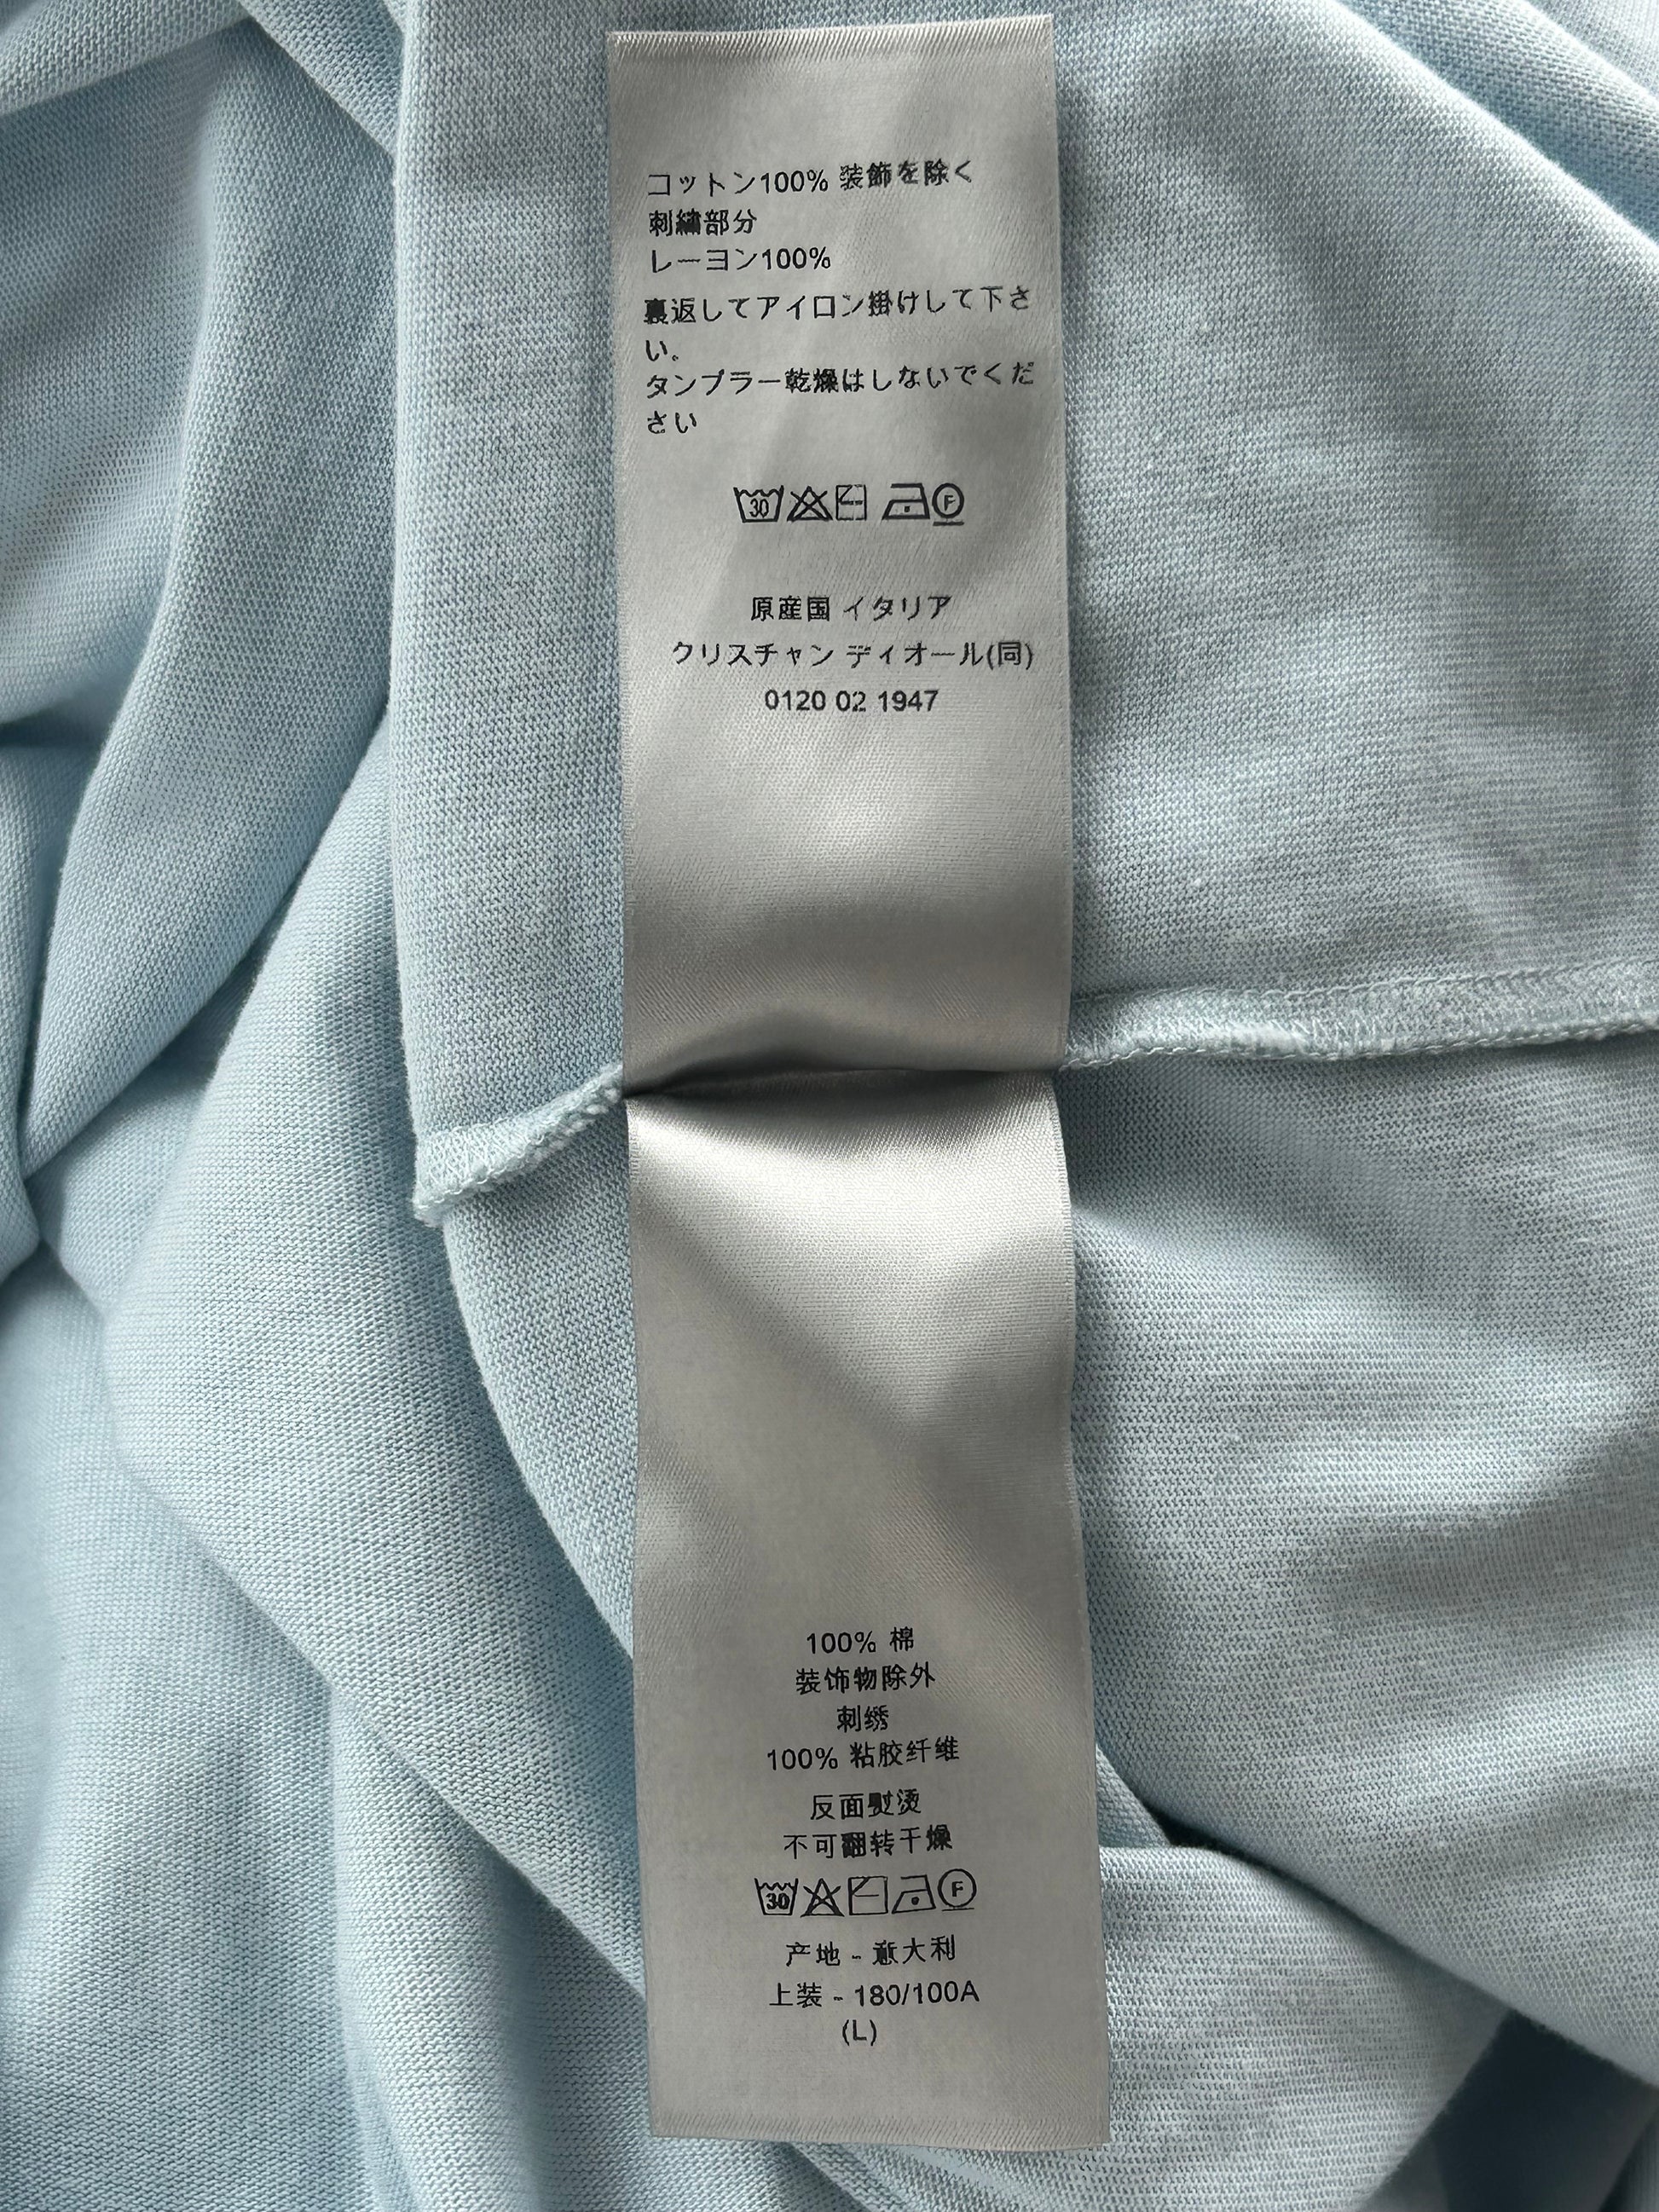 コットン100% 装飾を除く
刺繍部分
レーヨン100%
裏返してアイロン掛けして下さ
い。
タンブラー乾燥はしないでくだ
さい
30 F
原産国 イタリア
クリスチャン ディオール(同)
0120 02 1947
100% 棉
装饰物除外
刺绣
100% 粘胶纤维
反面熨烫
不可翻转干燥
30 F
产地 - 意大利
上装 - 180/100A
(L)